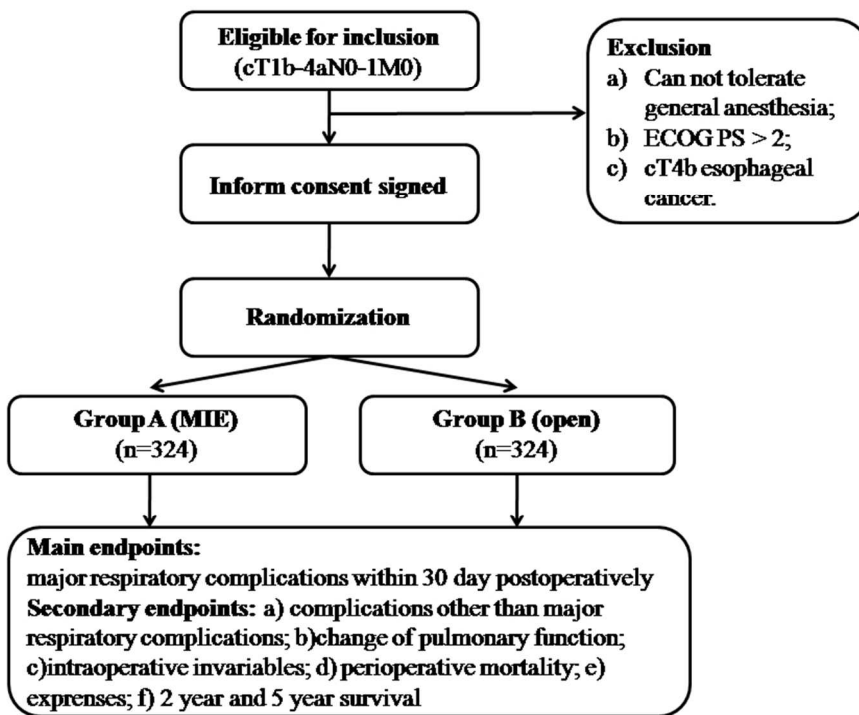 Eligible for inclusion
(cT1b-4aN0-1M0)
Exclusion
a) Can not tolerate
general anesthesia;
b) ECOG PS > 2;
c) cT4b esophageal
cancer.
Inform consent signed
Randomization
Group A (MIE)
(n=324)
Group B (open)
(n=324)
Main endpoints:
major respiratory complications within 30 day postoperatively
Secondary endpoints: a) complications other than major
respiratory complications; b)change of pulmonary function;
c)intraoperative invariables; d) perioperative mortality; e)
exprenses; f) 2 year and 5 year survival